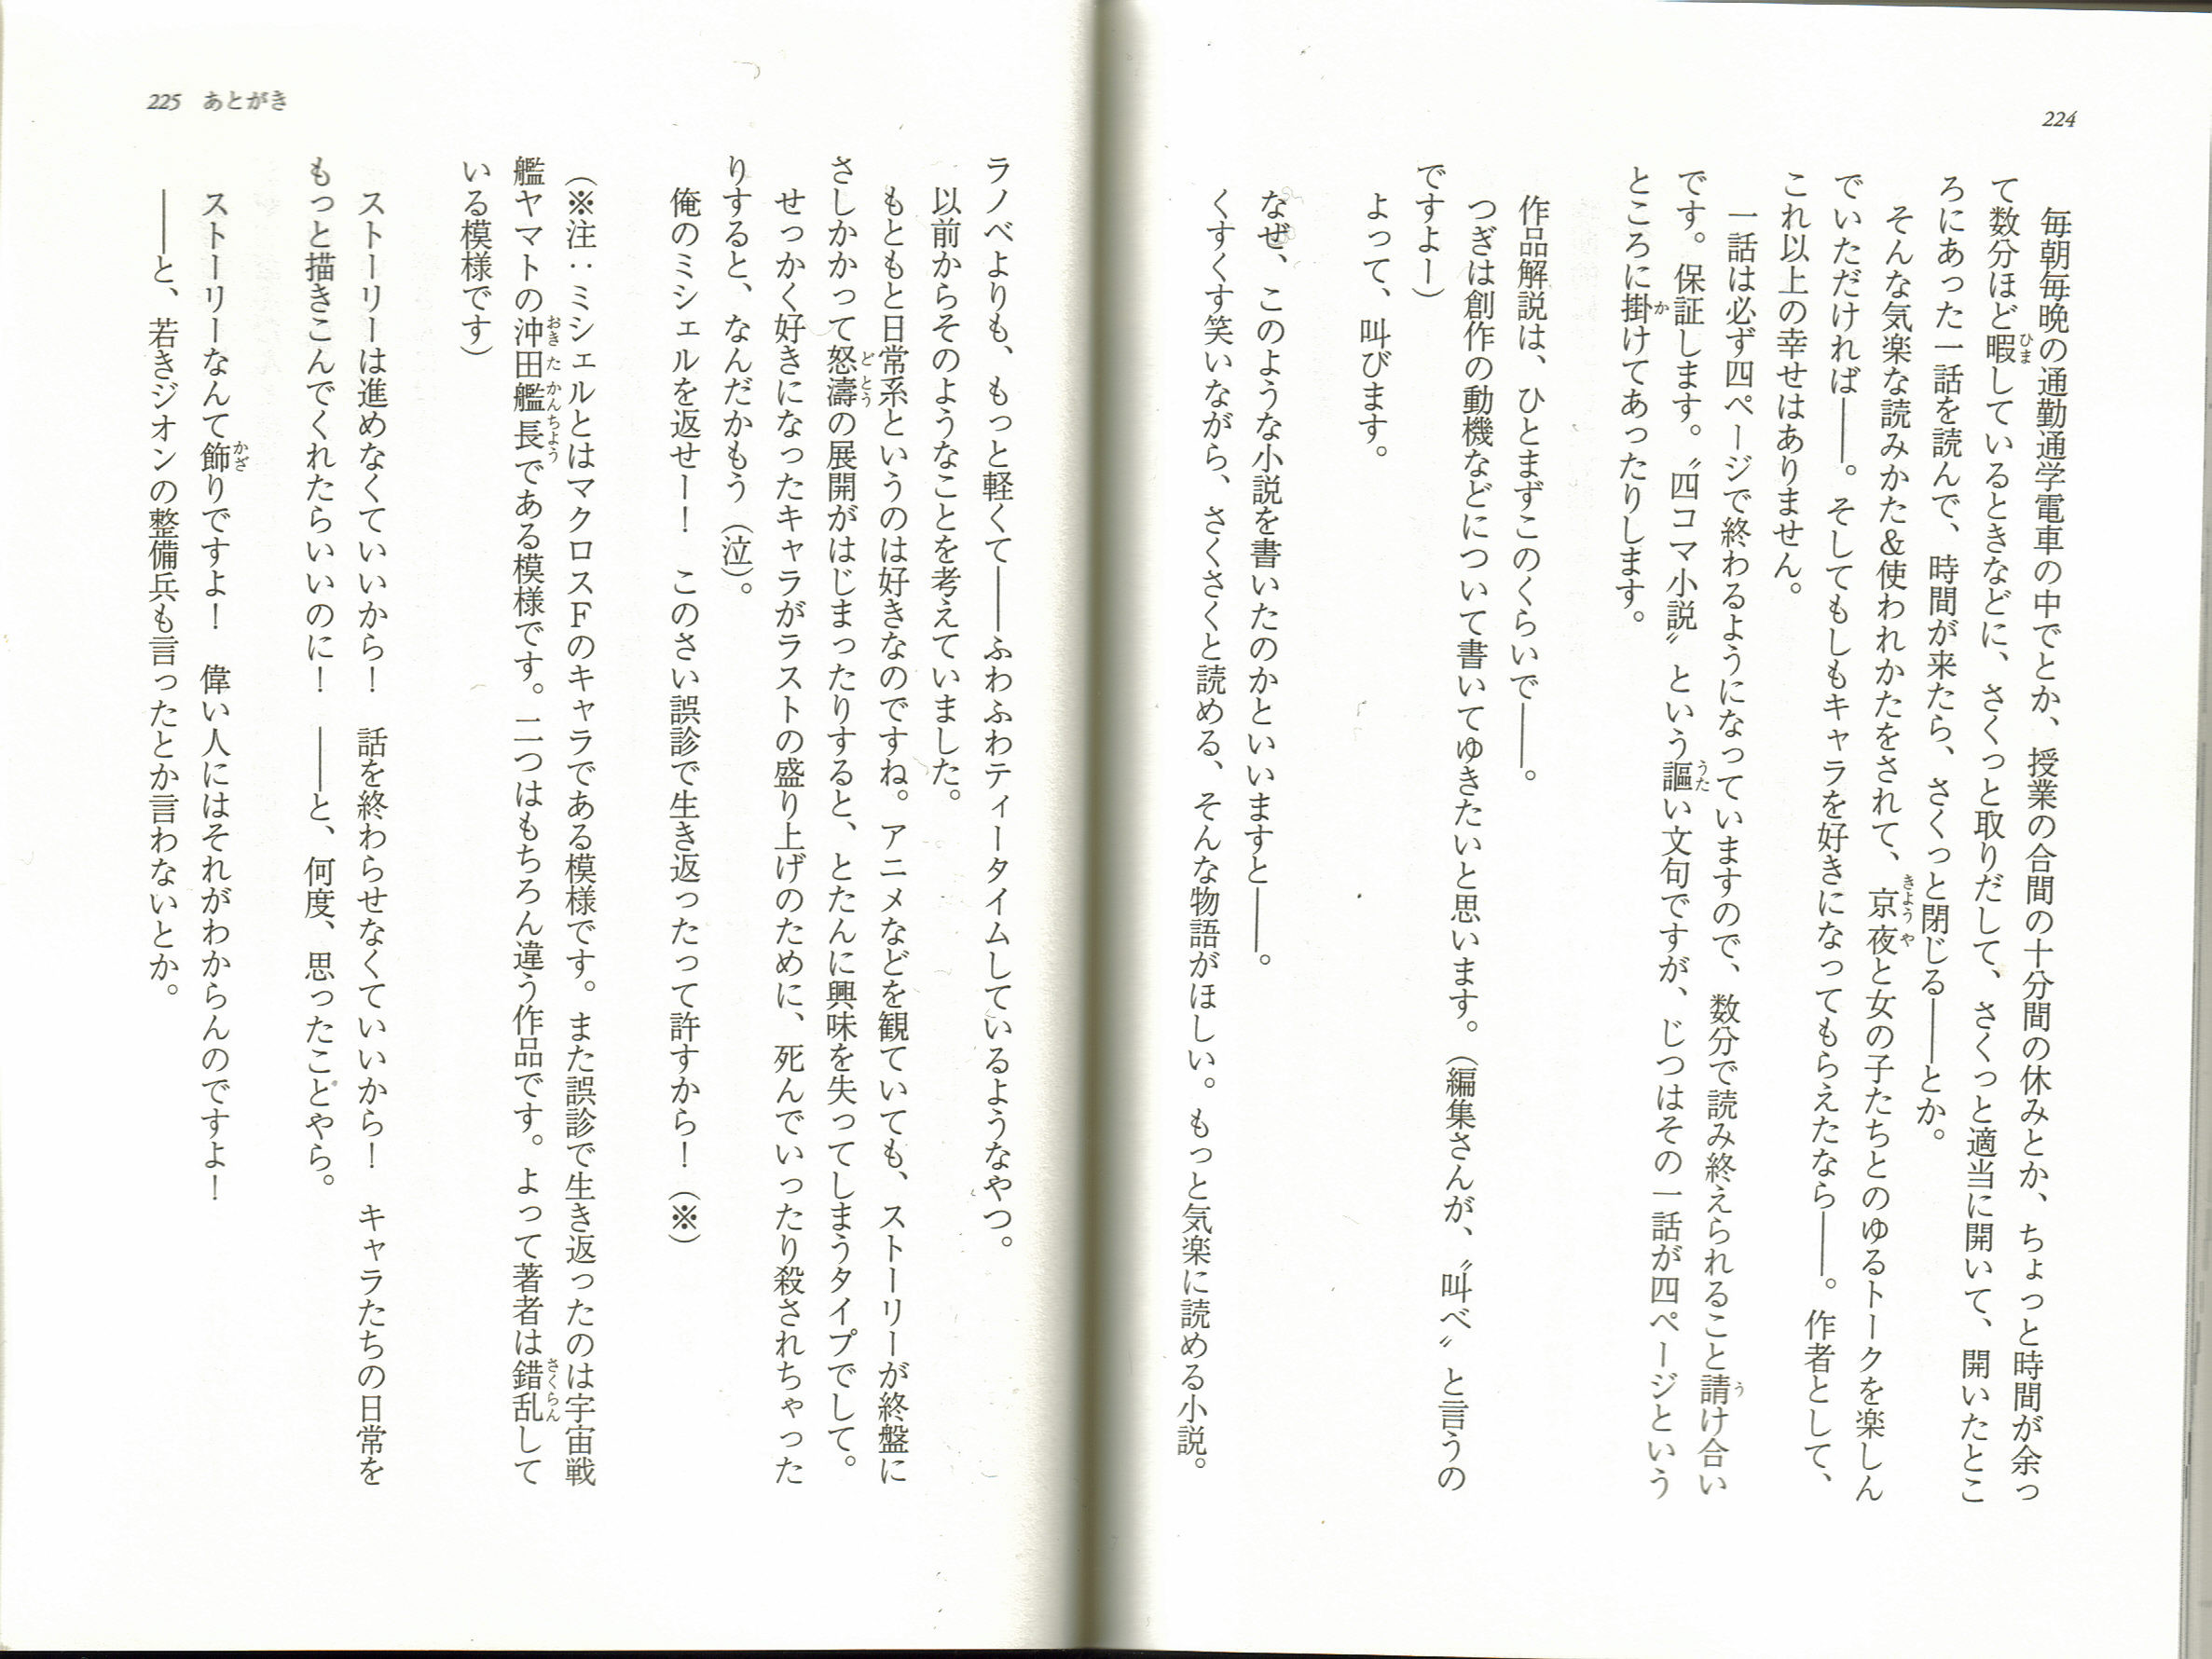 224
毎朝毎晩の通勤通学電車の中でとか、授業の合間の十分間の休みとか、ちょっと時間が余っ
て数分ほど暇しているときなどに、さくっと取りだして、さくっと適当に開いて、開いたとこ
ろにあった一話を読んで、時間が来たら、さくっと閉じる――とか。
そんな気楽な読みかた&使われかたをされて、京夜と女の子たちとのゆるトークを楽しん
でいただければ――。そしてもしもキャラを好きになってもらえたなら――。作者として、
これ以上の幸せはありません。
一話は必ず四ページで終わるようになっていますので、数分で読み終えられること請け合い
です。保証します。〝四コマ小説〟という謳い文句ですが、じつはその一話が四ページという
ところに掛けてあったりします。
作品解説は、ひとまずこのくらいで――。
つぎは創作の動機などについて書いてゆきたいと思います。（編集さんが、〝叫べ〟と言うの
ですよー）
よって、叫びます。
なぜ、このような小説を書いたのかといいますと――。
くすくす笑いながら、さくさくと読める、そんな物語がほしい。もっと気楽に読める小説。
225 あとがき
ラノベよりも、もっと軽くて――ふわふわティータイムしているようなやつ。
以前からそのようなことを考えていました。
もともと日常系というのは好きなのですね。アニメなどを観ていても、ストーリーが終盤に
さしかかって怒濤の展開がはじまったりすると、とたんに興味を失ってしまうタイプでして。
せっかく好きになったキャラがラストの盛り上げのために、死んでいったり殺されちゃった
りすると、なんだかもう（泣）。
俺のミシェルを返せー！　このさい誤診で生き返ったって許すから！（※）
（※注：ミシェルとはマクロスＦのキャラである模様です。また誤診で生き返ったのは宇宙戦
艦ヤマトの沖田艦長である模様です。二つはもちろん違う作品です。よって著者は錯乱して
いる模様です）
ストーリーは進めなくていいから！　話を終わらせなくていいから！　キャラたちの日常を
もっと描きこんでくれたらいいのに！　――と、何度、思ったことやら。
ストーリーなんて飾りですよ！　偉い人にはそれがわからんのですよ！
――と、若きジオンの整備兵も言ったとか言わないとか。